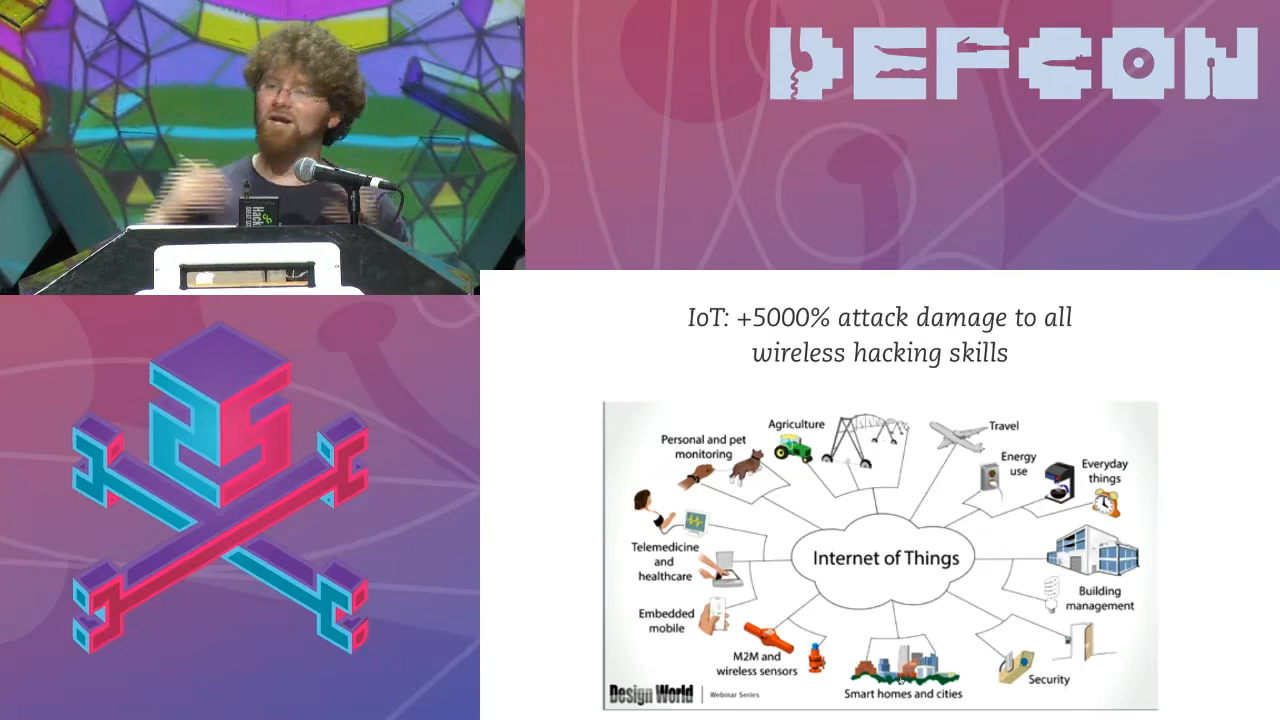 DEFCON
IoT: +5000% attack damage to all
wireless hacking skills
Agriculture
Travel
Personal and pet
monitoring
Energy
use
Everyday
things
Internet of Things
Telemedicine
and
healthcare
Building
management
Embedded
mobile
M2M and
wireless sensors
Smart homes and cities
Security
Design World
Webinar Series